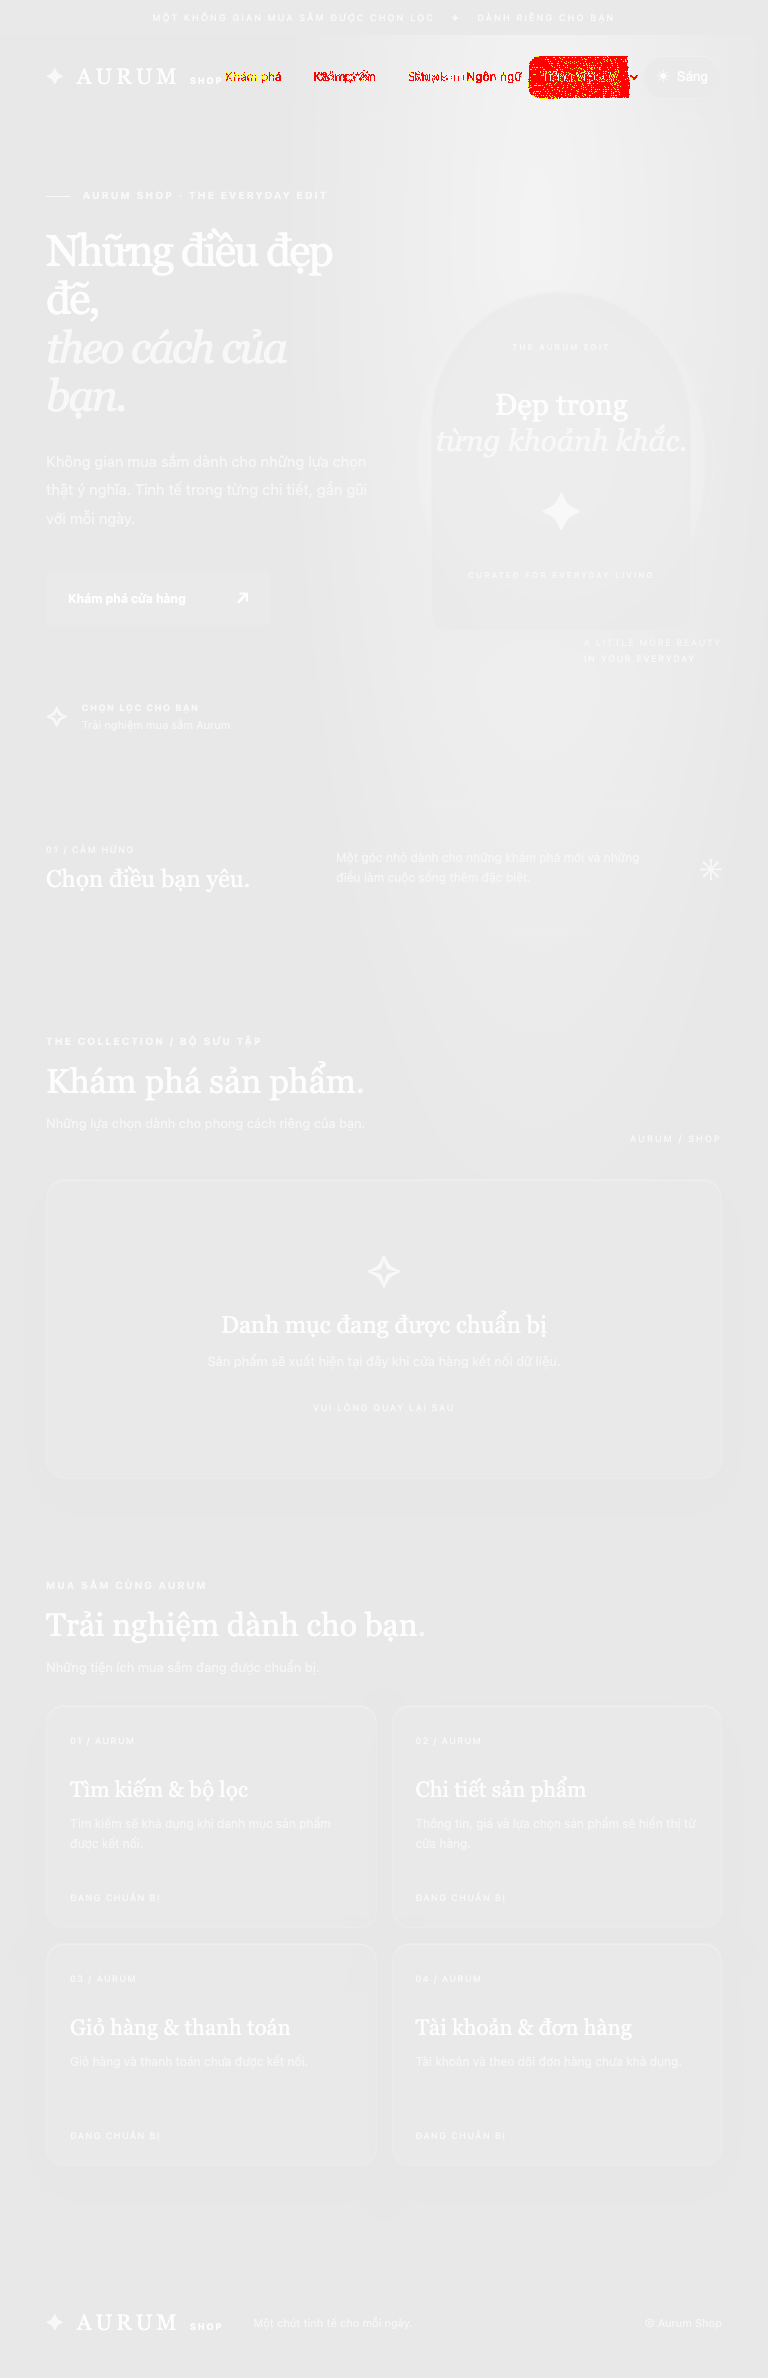 MỘT KHÔNG GIAN MUA SẮM ĐƯỢC CHỌN LỌC ✦ DÀNH RIÊNG CHO BẠN
AURUM SHOP
Khám phá
Ngôn ngữ
Sáng
AURUM SHOP · THE EVERYDAY EDIT
Những điều đẹp
đẽ,
theo cách của
bạn.
Không gian mua sắm dành cho những lựa chọn
thật ý nghĩa. Tinh tế trong từng chi tiết, gần gũi
với mỗi ngày.
Khám phá cửa hàng
THE AURUM EDIT
Đẹp trong
từng khoảnh khắc.
CURATED FOR EVERYDAY LIVING
A LITTLE MORE BEAUTY
IN YOUR EVERYDAY
CHỌN LỌC CHO BẠN
Trải nghiệm mua sắm Aurum
01 / CẢM HỨNG
Chọn điều bạn yêu.
Một góc nhỏ dành cho những khám phá mới và những
điều làm cuộc sống thêm đặc biệt.
THE COLLECTION / BỘ SƯU TẬP
Khám phá sản phẩm.
Những lựa chọn dành cho phong cách riêng của bạn.
AURUM / SHOP
Danh mục đang được chuẩn bị
Sản phẩm sẽ xuất hiện tại đây khi cửa hàng kết nối dữ liệu.
VUI LÒNG QUAY LẠI SAU
MUA SẮM CÙNG AURUM
Trải nghiệm dành cho bạn.
Những tiện ích mua sắm đang được chuẩn bị.
01 / AURUM
Tìm kiếm & bộ lọc
Tìm kiếm sẽ khả dụng khi danh mục sản phẩm
được kết nối.
ĐANG CHUẨN BỊ
02 / AURUM
Chi tiết sản phẩm
Thông tin, giá và lựa chọn sản phẩm sẽ hiển thị từ
cửa hàng.
ĐANG CHUẨN BỊ
03 / AURUM
Giỏ hàng & thanh toán
Giỏ hàng và thanh toán chưa được kết nối.
ĐANG CHUẨN BỊ
04 / AURUM
Tài khoản & đơn hàng
Tài khoản và theo dõi đơn hàng chưa khả dụng.
ĐANG CHUẨN BỊ
AURUM SHOP
Một chút tinh tế cho mỗi ngày.
© Aurum Shop